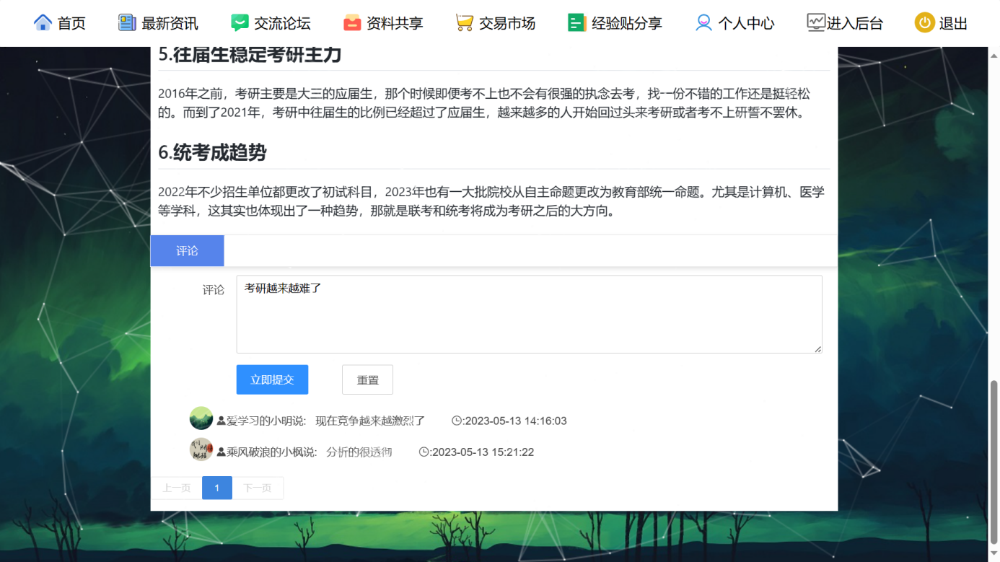 首页 最新资讯 交流论坛 资料共享 交易市场 经验贴分享 个人中心 进入后台 退出
5.往届生稳定考研主力
2016年之前，考研主要是大三的应届生，那个时候即便考不上也不会有很强的执念去考，找一份不错的工作还是挺轻松
的。而到了2021年，考研中往届生的比例已经超过了应届生，越来越多的人开始回过头来考研或者考不上研誓不罢休。
6.统考成趋势
2022年不少招生单位都更改了初试科目，2023年也有一大批院校从自主命题更改为教育部统一命题。尤其是计算机、医学
等学科，这其实也体现出了一种趋势，那就是联考和统考将成为考研之后的大方向。
评论
评论 考研越来越难了
立即提交 重置
爱学习的小明说: 现在竞争越来越激烈了 :2023-05-13 14:16:03
乘风破浪的小枫说: 分析的很透彻 :2023-05-13 15:21:22
上一页 1 下一页